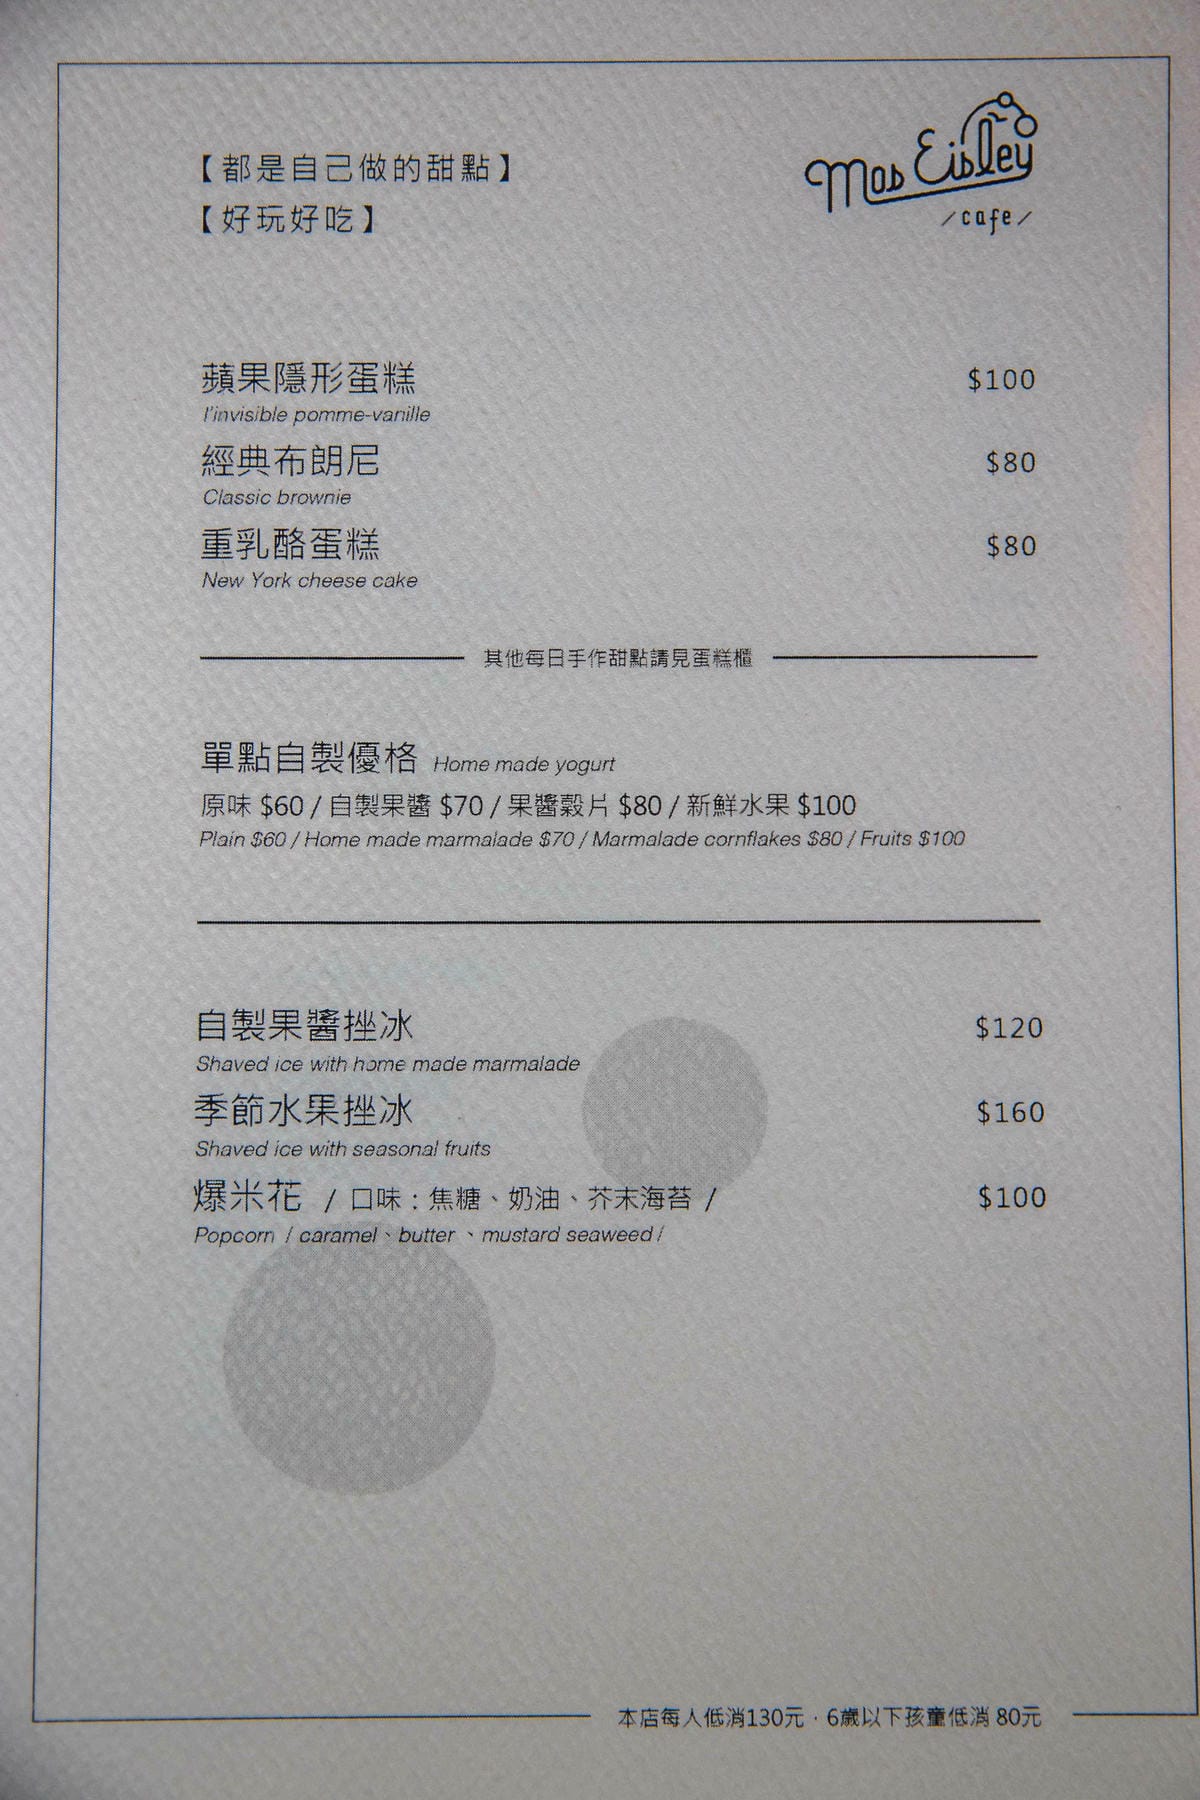 【都是自己做的甜點】
【好玩好吃】
Mos Eisley
/cafe/
蘋果隱形蛋糕 $100
l'invisible pomme-vanille
經典布朗尼 $80
Classic brownie
重乳酪蛋糕 $80
New York cheese cake
其他每日手作甜點請見蛋糕櫃
單點自製優格 Home made yogurt
原味 $60 / 自製果醬 $70 / 果醬穀片 $80 / 新鮮水果 $100
Plain $60 / Home made marmalade $70 / Marmalade cornflakes $80 / Fruits $100
自製果醬挫冰 $120
Shaved ice with home made marmalade
季節水果挫冰 $160
Shaved ice with seasonal fruits
爆米花 / 口味：焦糖、奶油、芥末海苔 / $100
Popcorn / caramel、butter 、mustard seaweed /
本店每人低消130元 · 6歲以下孩童低消 80元